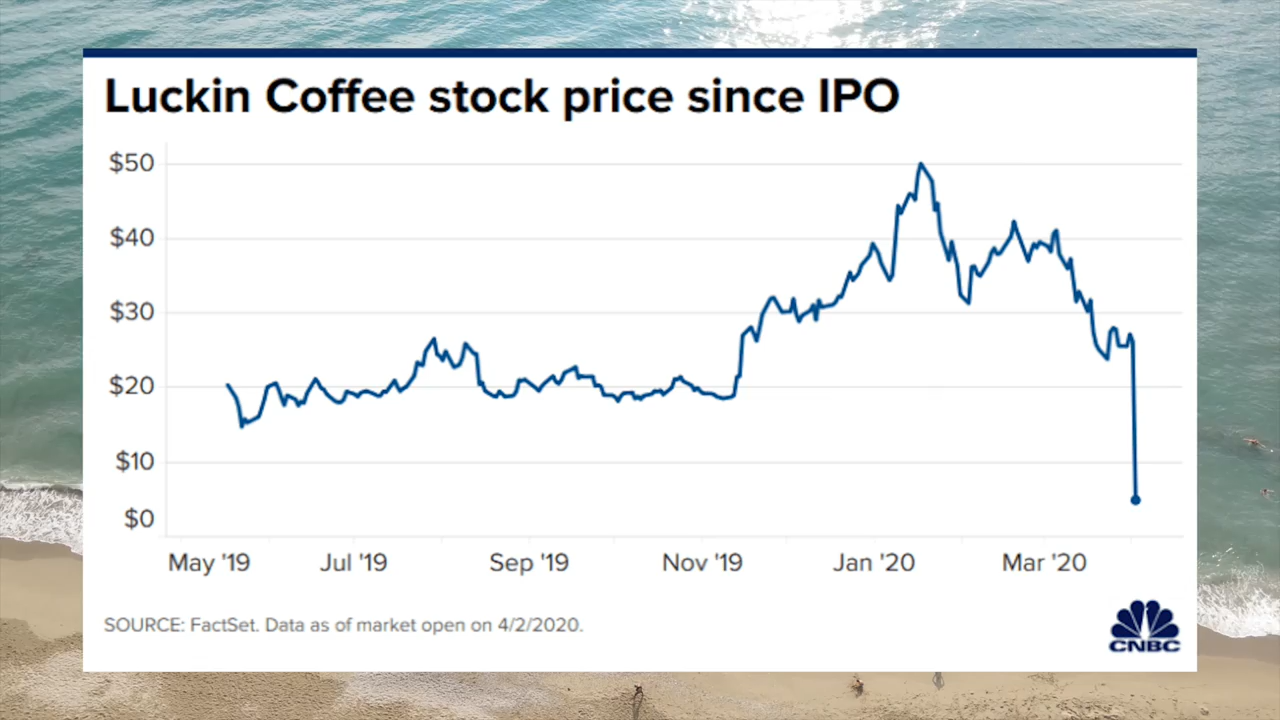 Luckin Coffee stock price since IPO
$50
$40
$30
$20
$10
$0
May '19 Jul '19 Sep '19 Nov '19 Jan '20 Mar '20
SOURCE: FactSet. Data as of market open on 4/2/2020.
CNBC